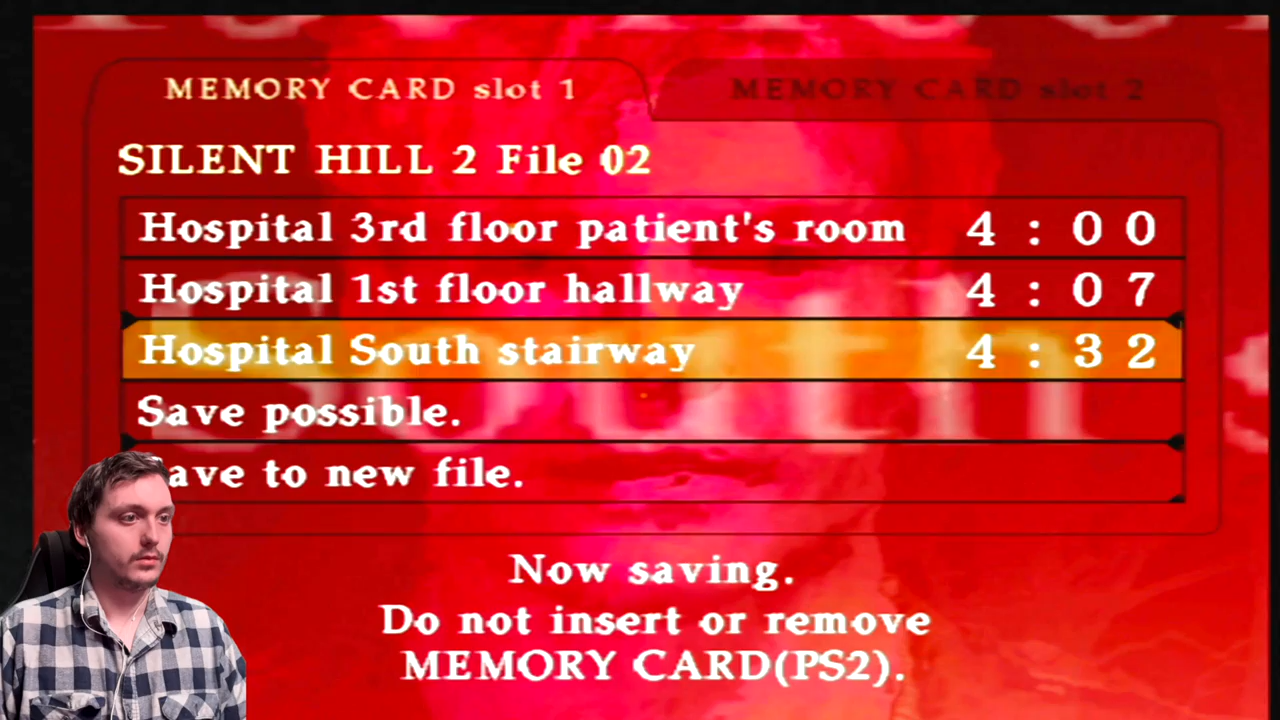 MEMORY CARD slot 1
MEMORY CARD slot 2
SILENT HILL 2 File 02
Hospital 3rd floor patient's room 4 : 0 0
Hospital 1st floor hallway 4 : 0 7
Hospital South stairway 4 : 3 2
Save possible.
ave to new file.
Now saving.
Do not insert or remove
MEMORY CARD(PS2).